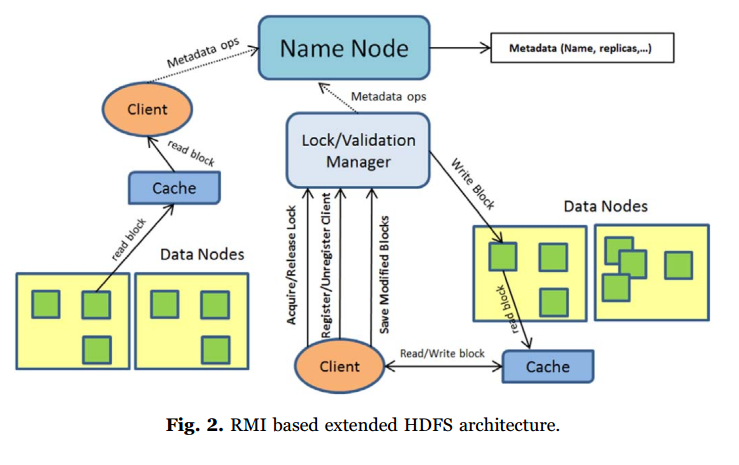 Metadata ops
Name Node
Metadata (Name, replicas,...)
Client
Metadata ops
read block
Lock/Validation
Manager
Cache
Write Block
read block
Data Nodes
Data Nodes
Acquire/Release Lock
Register/Unregister Client
Save Modified Blocks
read block
Client
Read/Write block
Cache
Fig. 2. RMI based extended HDFS architecture.